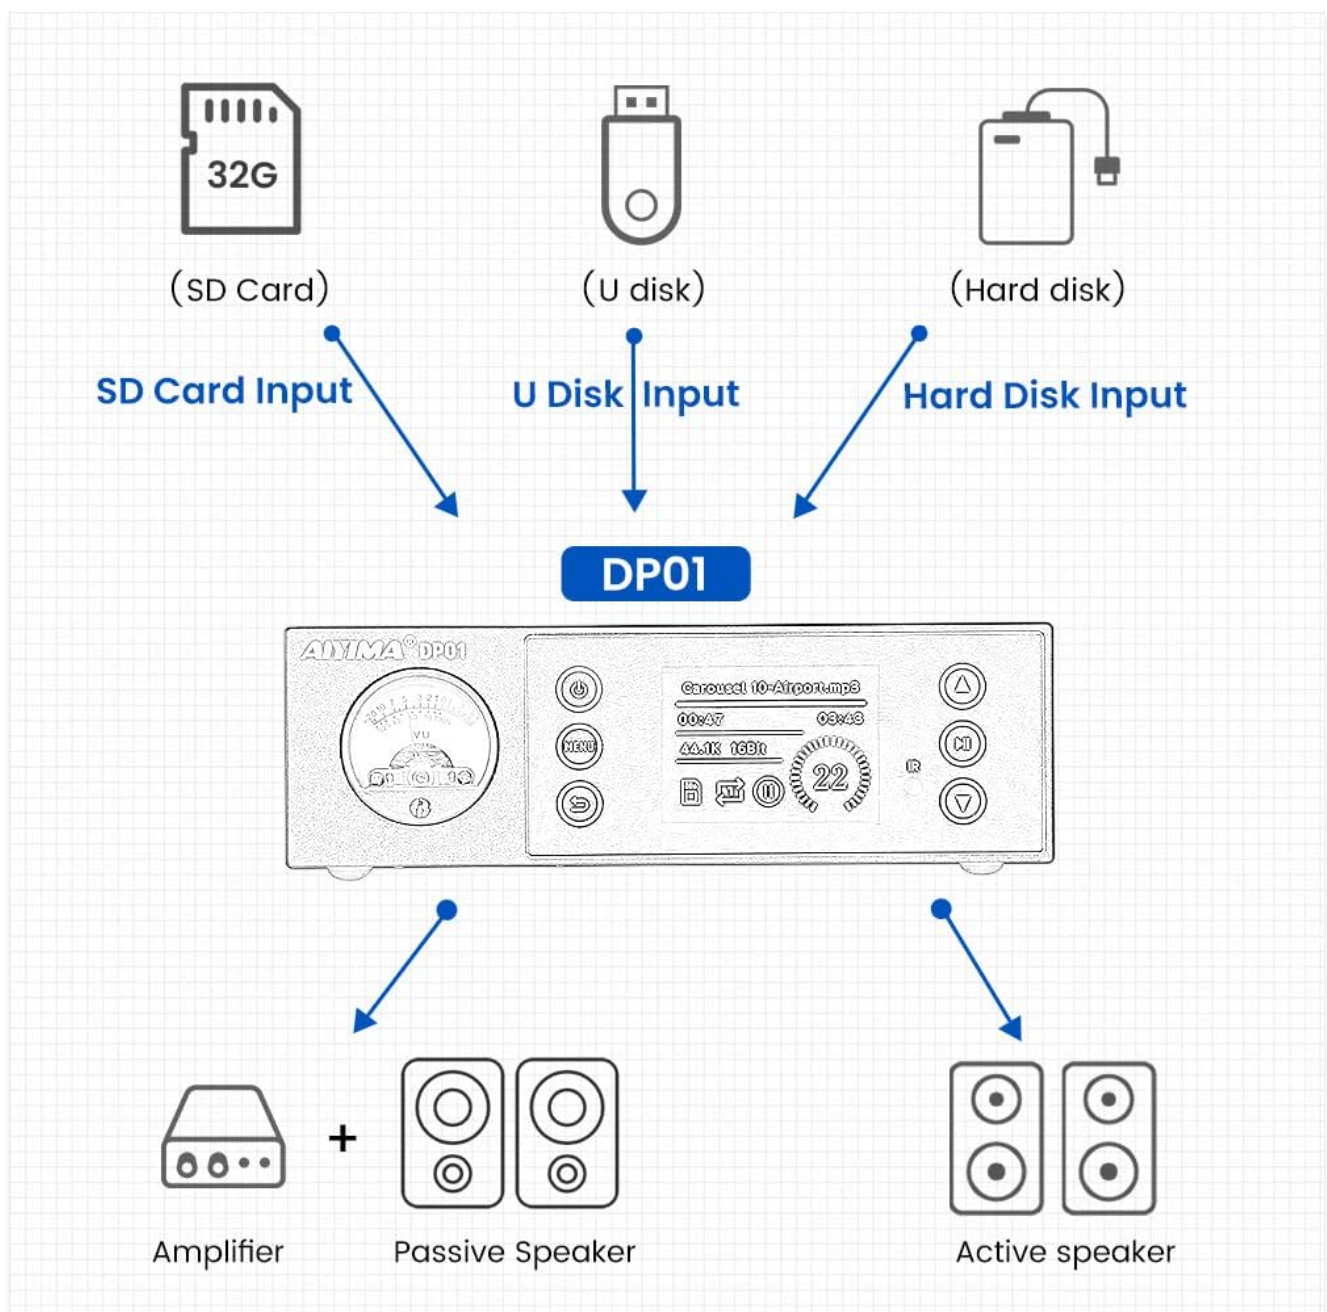 32G
(SD Card)
(U disk)
(Hard disk)
SD Card Input
U Disk Input
Hard Disk Input
DP01
AIYIMA® DP01
VU
MENU
Carousel 10-Airport.mp3
00:47 03:43
44.1K 16Bit
22
ALL
IR
+
Amplifier
Passive Speaker
Active speaker